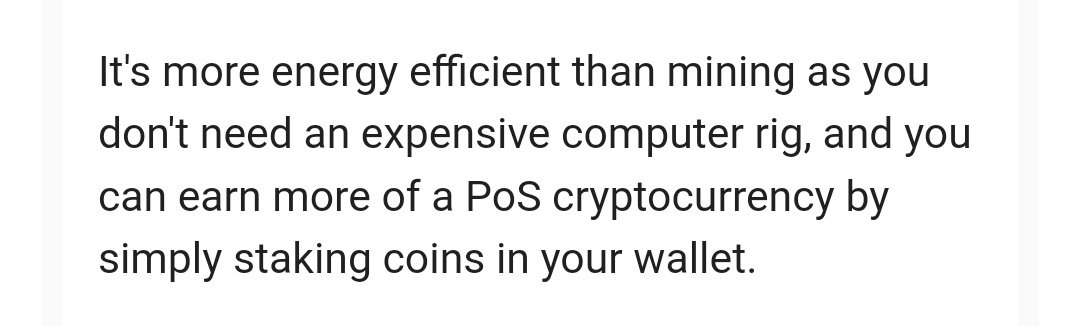 It's more energy efficient than mining as you
don't need an expensive computer rig, and you
can earn more of a PoS cryptocurrency by
simply staking coins in your wallet.